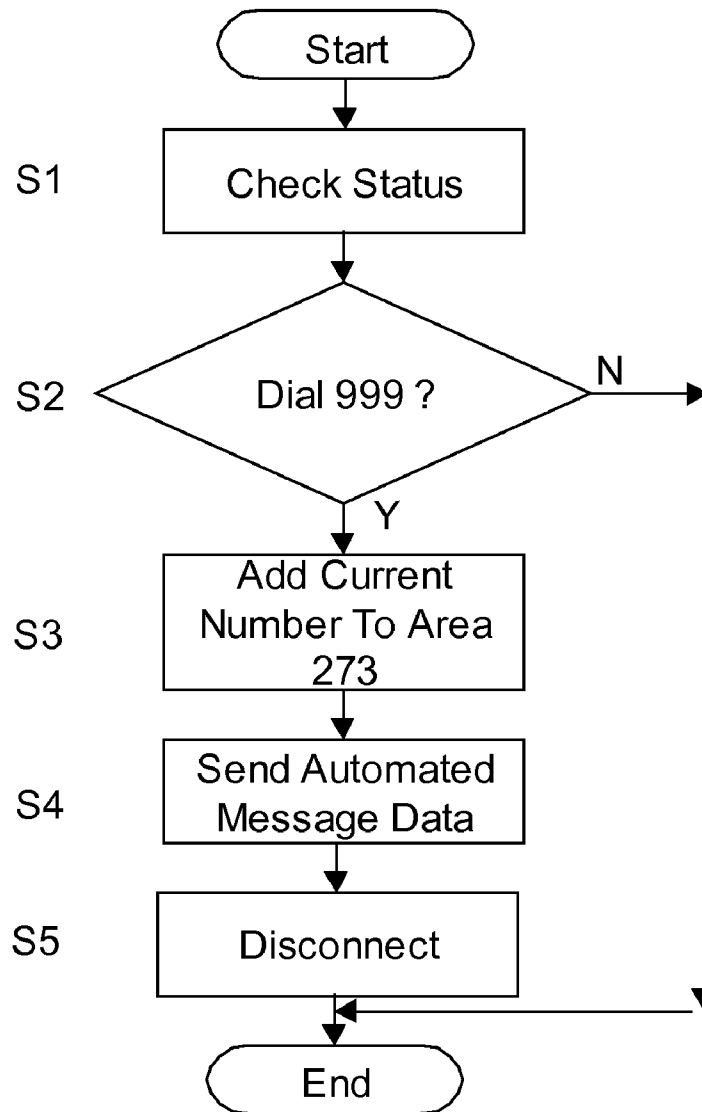 Start
S1
Check Status
S2
Dial 999 ?
N
Y
S3
Add Current
Number To Area
273
S4
Send Automated
Message Data
S5
Disconnect
End